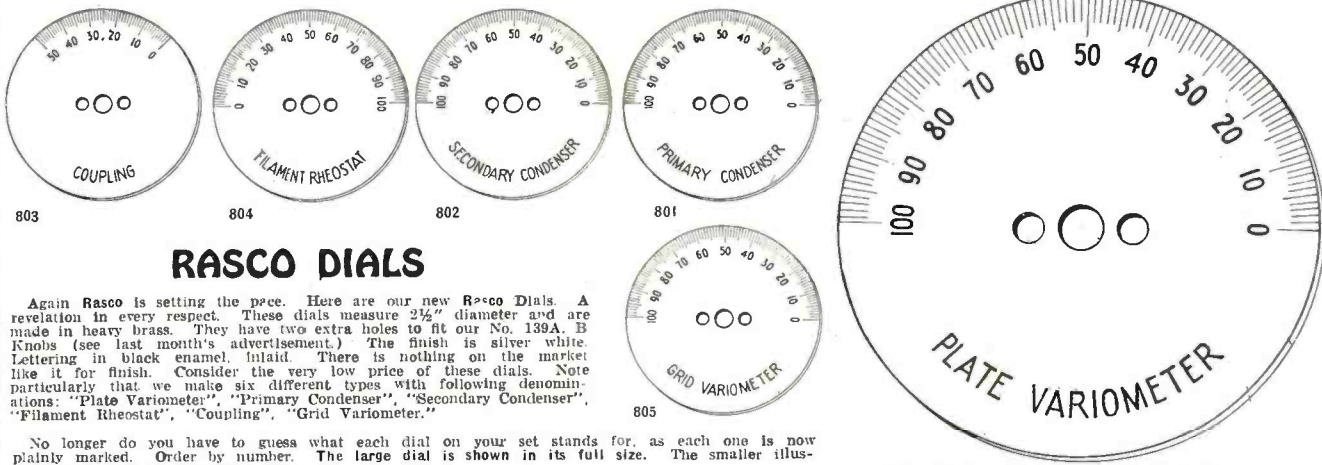 50 40 30 20 10 0
COUPLING
803
0 10 20 30 40 50 60 70 80 90 100
FILAMENT RHEOSTAT
804
100 90 80 70 60 50 40 30 20 10 0
SECONDARY CONDENSER
802
100 90 80 70 60 50 40 30 20 10 0
PRIMARY CONDENSER
801
100 90 80 70 60 50 40 30 20 10 0
PLATE VARIOMETER
100 90 80 70 60 50 40 30 20 10 0
GRID VARIOMETER
805
RASCO DIALS
Again Rasco is setting the pace. Here are our new Rasco Dials. A
revelation in every respect. These dials measure 2½" diameter and are
made in heavy brass. They have two extra holes to fit our No. 139A, B
Knobs (see last month's advertisement.) The finish is silver white.
Lettering in black enamel, inlaid. There is nothing on the market
like it for finish. Consider the very low price of these dials. Note
particularly that we make six different types with following denomin-
ations: "Plate Variometer", "Primary Condenser", "Secondary Condenser",
"Filament Rheostat", "Coupling", "Grid Variometer."
No longer do you have to guess what each dial on your set stands for, as each one is now
plainly marked. Order by number. The large dial is shown in its full size. The smaller illus-